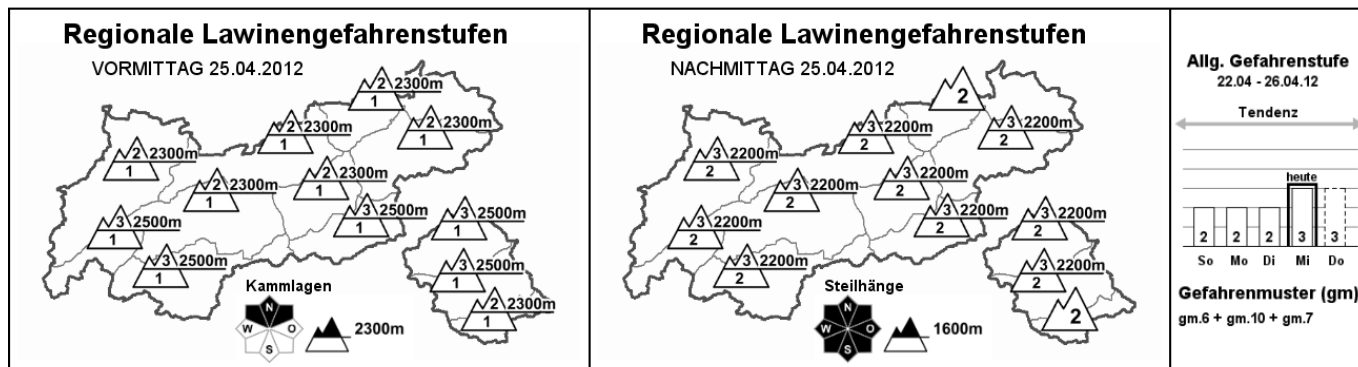 Regionale Lawinengefahrenstufen
VORMITTAG 25.04.2012
2 2300m
1
2 2300m
1
2 2300m
1
2 2300m
1
2 2300m
1
2 2300m
1
3 2500m
1
3 2500m
1
3 2500m
1
3 2500m
1
3 2500m
1
2 2300m
1
Kammlagen
N
W O
S
2300m
Regionale Lawinengefahrenstufen
NACHMITTAG 25.04.2012
2
3 2200m
2
3 2200m
2
3 2200m
2
3 2200m
2
3 2200m
2
3 2200m
2
3 2200m
2
3 2200m
2
3 2200m
2
3 2200m
2
2
Steilhänge
N
W O
S
1600m
Allg. Gefahrenstufe
22.04 - 26.04.12
Tendenz
heute
2 2 2 3 3
So Mo Di Mi Do
Gefahrenmuster (gm)
gm.6 + gm.10 + gm.7